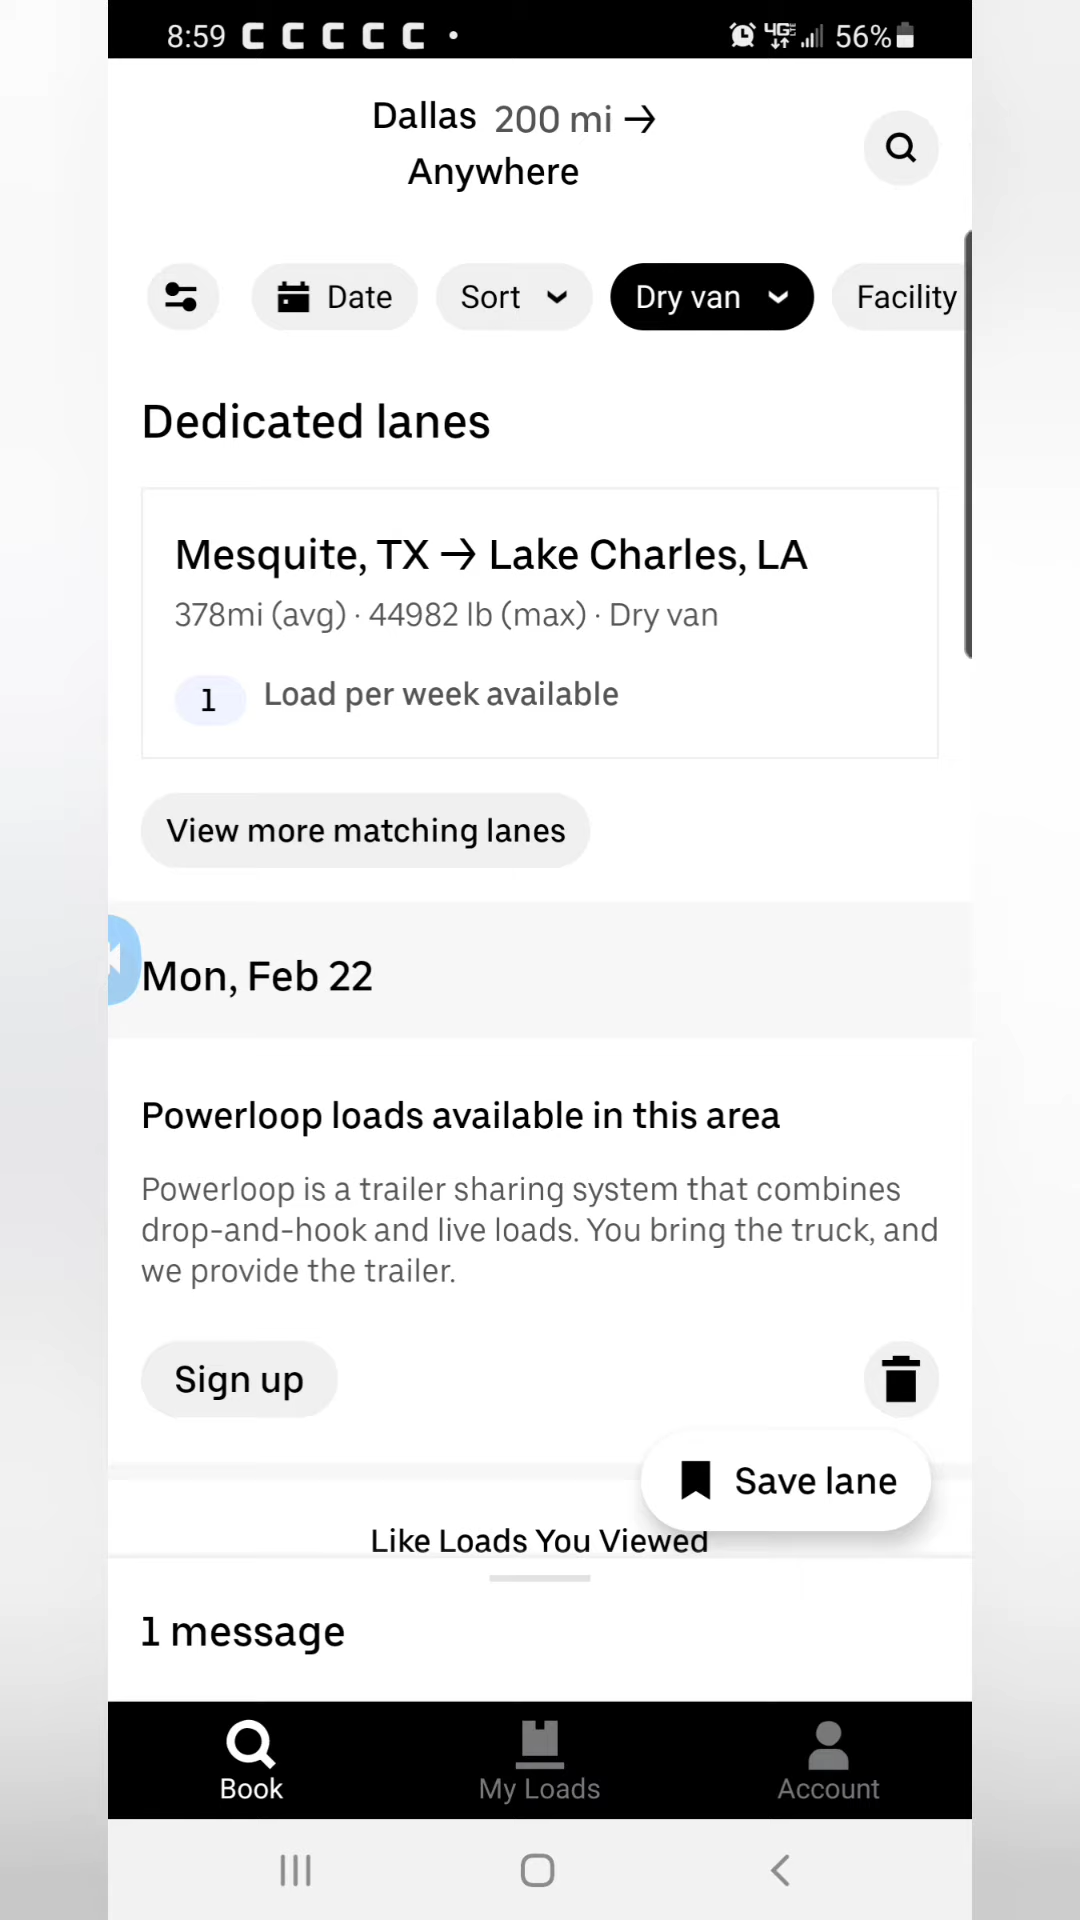 8:59 C C C C C • 4G 56%
Dallas 200 mi →
Anywhere
Date Sort Dry van Facility
Dedicated lanes
Mesquite, TX → Lake Charles, LA
378mi (avg) · 44982 lb (max) · Dry van
1 Load per week available
View more matching lanes
Mon, Feb 22
Powerloop loads available in this area
Powerloop is a trailer sharing system that combines
drop-and-hook and live loads. You bring the truck, and
we provide the trailer.
Sign up
Save lane
Like Loads You Viewed
1 message
Book My Loads Account